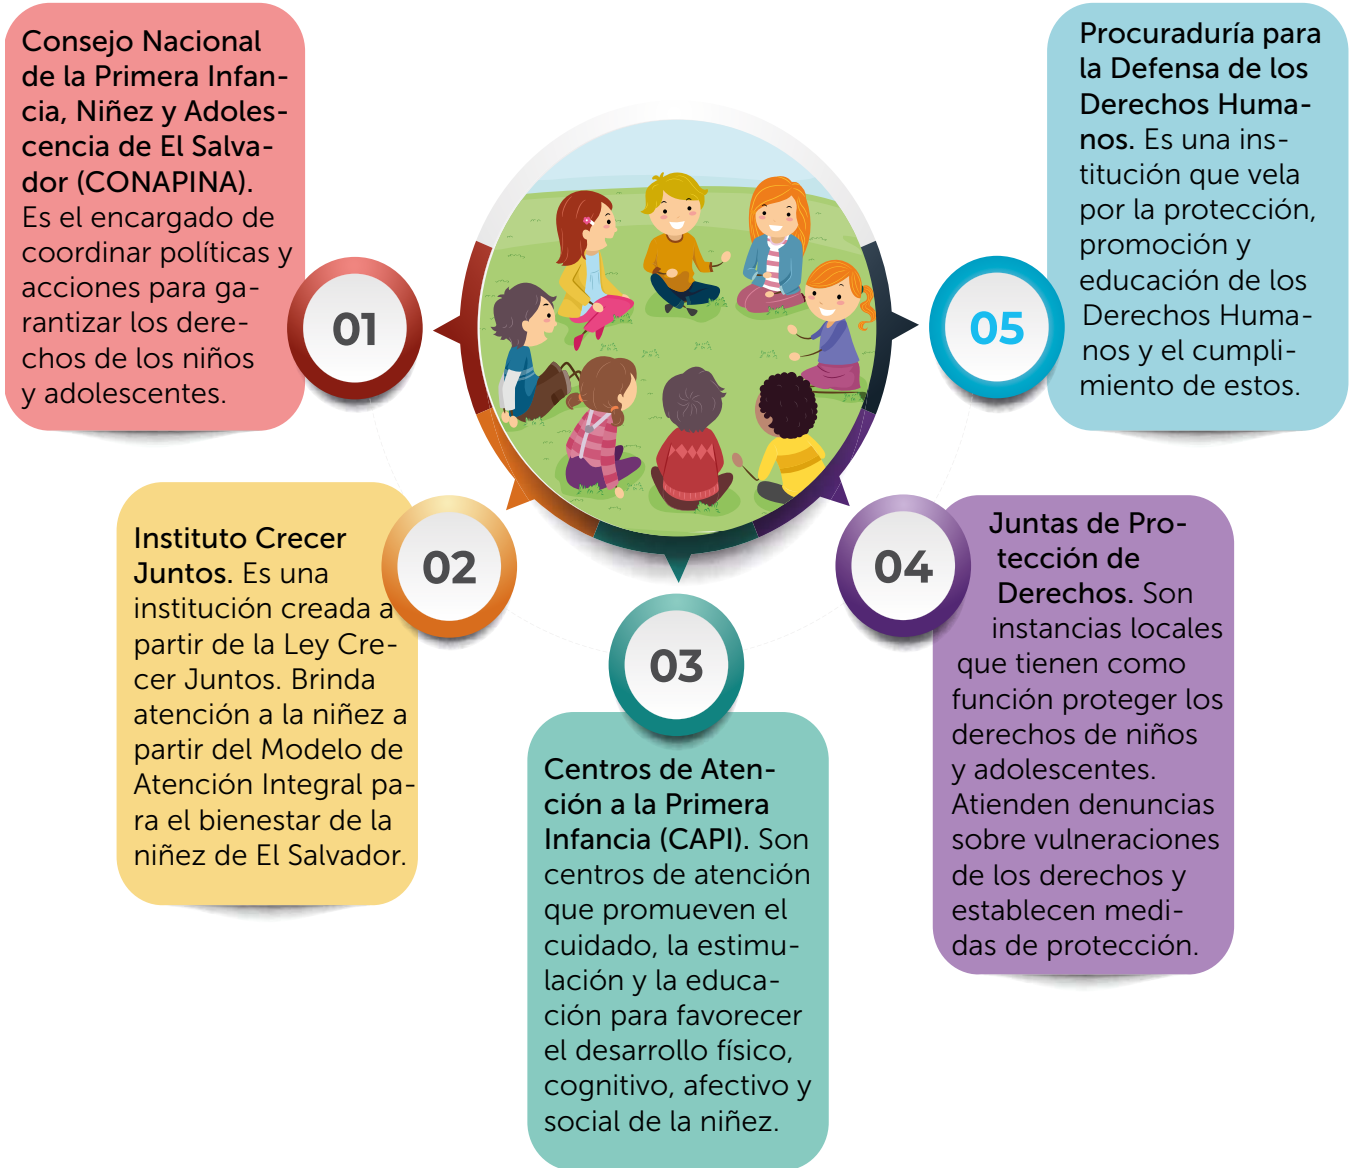 Consejo Nacional
de la Primera Infan-
cia, Niñez y Adoles-
cencia de El Salva-
dor (CONAPINA).
Es el encargado de
coordinar políticas y
acciones para ga-
rantizar los dere-
chos de los niños
y adolescentes.
01
Instituto Crecer
Juntos. Es una
institución creada a
partir de la Ley Cre-
cer Juntos. Brinda
atención a la niñez a
partir del Modelo de
Atención Integral pa-
ra el bienestar de la
niñez de El Salvador.
02
03
Centros de Aten-
ción a la Primera
Infancia (CAPI). Son
centros de atención
que promueven el
cuidado, la estimu-
lación y la educa-
ción para favorecer
el desarrollo físico,
cognitivo, afectivo y
social de la niñez.
04
Juntas de Pro-
tección de
Derechos. Son
instancias locales
que tienen como
función proteger los
derechos de niños
y adolescentes.
Atienden denuncias
sobre vulneraciones
de los derechos y
establecen medi-
das de protección.
05
Procuraduría para
la Defensa de los
Derechos Huma-
nos. Es una ins-
titución que vela
por la protección,
promoción y
educación de los
Derechos Huma-
nos y el cumpli-
miento de estos.